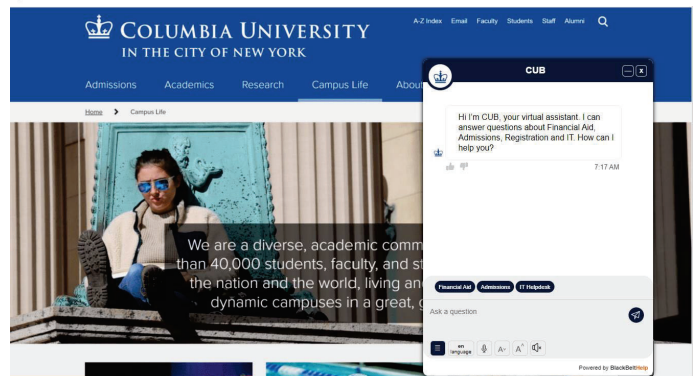 A-Z Index Email Faculty Students Staff Alumni
COLUMBIA UNIVERSITY
IN THE CITY OF NEW YORK
Admissions Academics Research Campus Life About
Home > Campus Life
We are a diverse, academic comm
than 40,000 students, faculty, and st
the nation and the world, living an
dynamic campuses in a great, g
CUB
x
Hi I'm CUB, your virtual assistant. I can
answer questions about Financial Aid,
Admissions, Registration and IT. How can I
help you?
7:17 AM
Financial Aid Admissions IT Helpdesk
Ask a question
en
language
A- A^
Powered by BlackBeltHelp